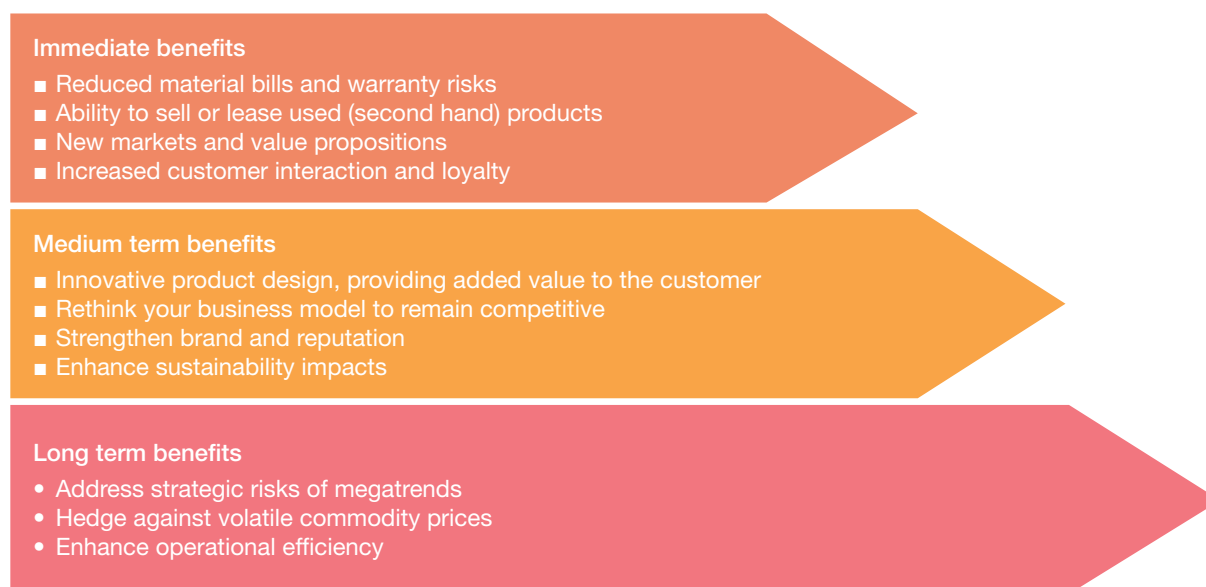 Immediate benefits
■ Reduced material bills and warranty risks
■ Ability to sell or lease used (second hand) products
■ New markets and value propositions
■ Increased customer interaction and loyalty
Medium term benefits
■ Innovative product design, providing added value to the customer
■ Rethink your business model to remain competitive
■ Strengthen brand and reputation
■ Enhance sustainability impacts
Long term benefits
• Address strategic risks of megatrends
• Hedge against volatile commodity prices
• Enhance operational efficiency